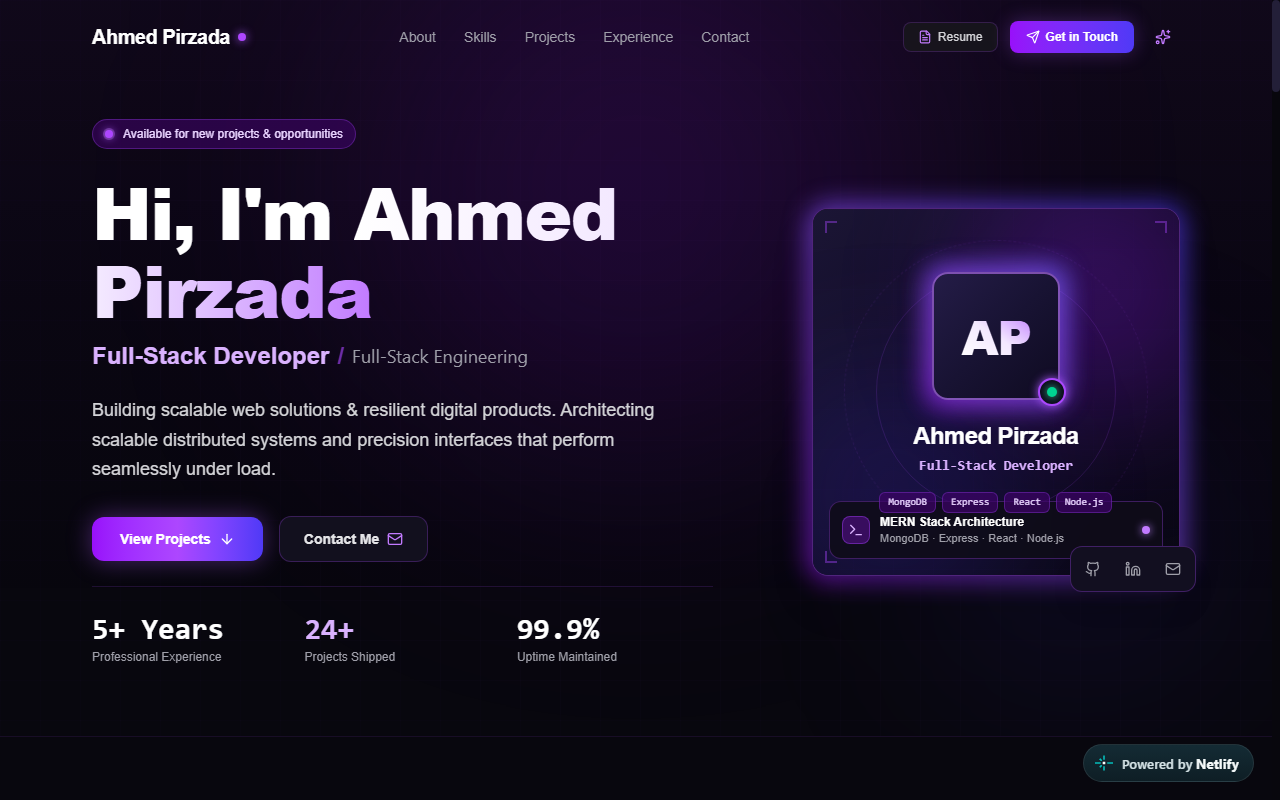 Ahmed Pirzada
About
Skills
Projects
Experience
Contact
Resume
Get in Touch
Available for new projects & opportunities
Hi, I'm Ahmed
Pirzada
Full-Stack Developer / Full-Stack Engineering
Building scalable web solutions & resilient digital products. Architecting
scalable distributed systems and precision interfaces that perform
seamlessly under load.
View Projects
Contact Me
5+ Years
Professional Experience
24+
Projects Shipped
99.9%
Uptime Maintained
AP
Ahmed Pirzada
Full-Stack Developer
MongoDB
Express
React
Node.js
MERN Stack Architecture
MongoDB · Express · React · Node.js
Powered by Netlify